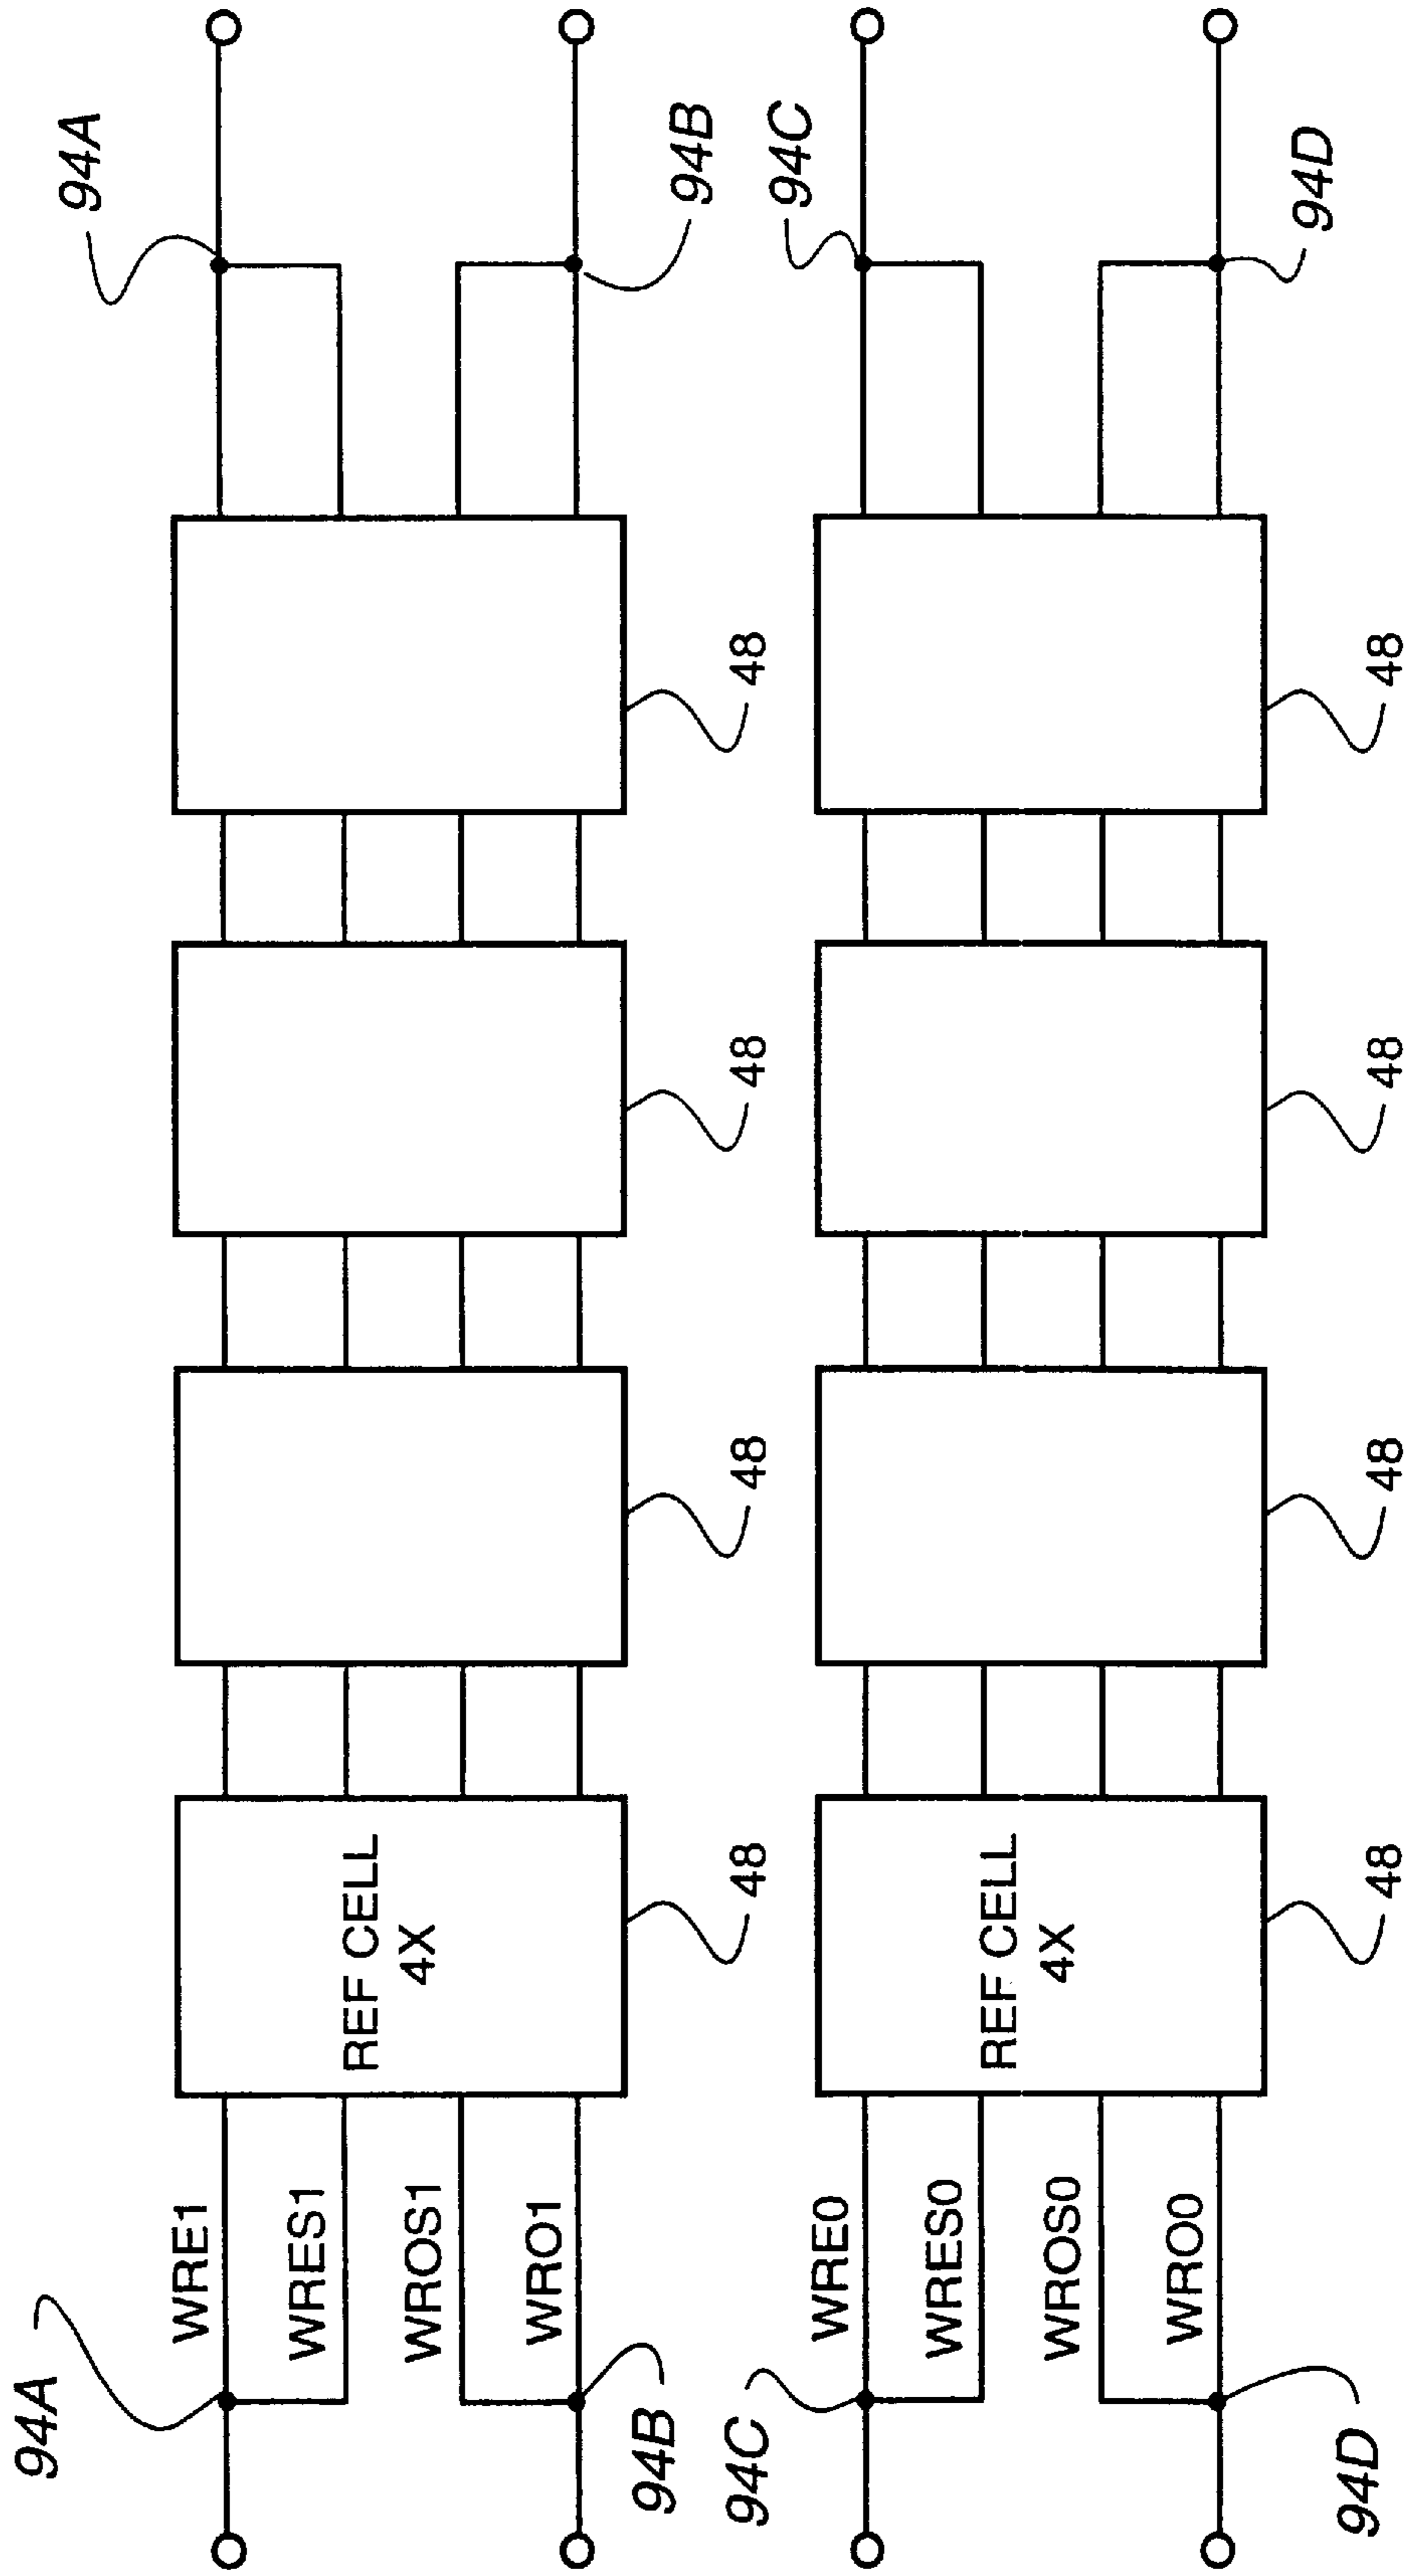 94A
94A
WRE1
WRES1
WROS1
WRO1
REF CELL
4X
48
48
48
48
94B
94B
94C
94C
WRE0
WRES0
WROS0
WRO0
REF CELL
4X
48
48
48
48
94D
94D